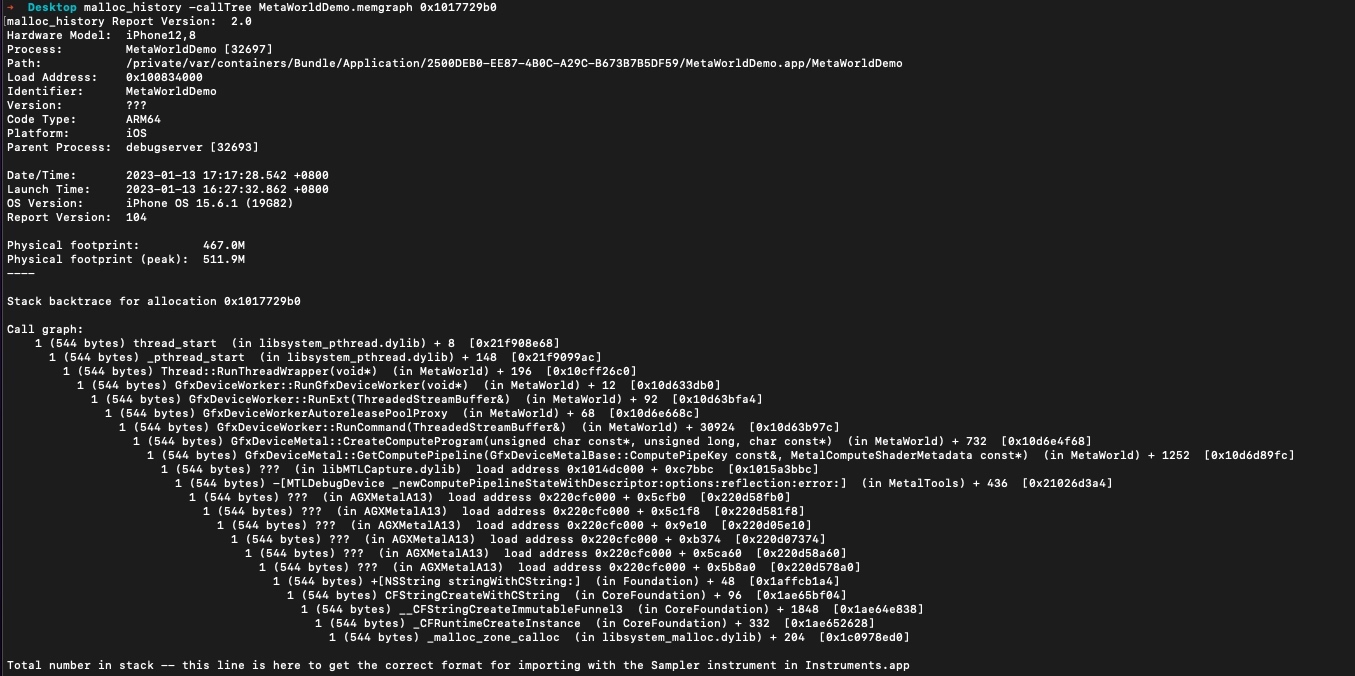 → Desktop malloc_history -callTree MetaWorldDemo.memgraph 0x1017729b0
malloc_history Report Version:  2.0
Hardware Model:  iPhone12,8
Process:         MetaWorldDemo [32697]
Path:            /private/var/containers/Bundle/Application/2500DEB0-EE87-4B0C-A29C-B673B7B5DF59/MetaWorldDemo.app/MetaWorldDemo
Load Address:    0x100834000
Identifier:      MetaWorldDemo
Version:         ???
Code Type:       ARM64
Platform:        iOS
Parent Process:  debugserver [32693]
Date/Time:       2023-01-13 17:17:28.542 +0800
Launch Time:     2023-01-13 16:27:32.862 +0800
OS Version:      iPhone OS 15.6.1 (19G82)
Report Version:  104
Physical footprint:         467.0M
Physical footprint (peak):  511.9M
----
Stack backtrace for allocation 0x1017729b0
Call graph:
1 (544 bytes) thread_start  (in libsystem_pthread.dylib) + 8  [0x21f908e68]
1 (544 bytes) _pthread_start  (in libsystem_pthread.dylib) + 148  [0x21f9099ac]
1 (544 bytes) Thread::RunThreadWrapper(void*)  (in MetaWorld) + 196  [0x10cff26c0]
1 (544 bytes) GfxDeviceWorker::RunGfxDeviceWorker(void*)  (in MetaWorld) + 12  [0x10d633db0]
1 (544 bytes) GfxDeviceWorker::RunExt(ThreadedStreamBuffer&)  (in MetaWorld) + 92  [0x10d63bfa4]
1 (544 bytes) GfxDeviceWorkerAutoreleasePoolProxy  (in MetaWorld) + 68  [0x10d6e668c]
1 (544 bytes) GfxDeviceWorker::RunCommand(ThreadedStreamBuffer&)  (in MetaWorld) + 30924  [0x10d63b97c]
1 (544 bytes) GfxDeviceMetal::CreateComputeProgram(unsigned char const*, unsigned long, char const*)  (in MetaWorld) + 732  [0x10d6e4f68]
1 (544 bytes) GfxDeviceMetal::GetComputePipeline(GfxDeviceMetalBase::ComputePipeKey const&, MetalComputeShaderMetadata const*)  (in MetaWorld) + 1252  [0x10d6d89fc]
1 (544 bytes) ???  (in libMTLCapture.dylib)  load address 0x1014dc000 + 0xc7bbc  [0x1015a3bbc]
1 (544 bytes) -[MTLDebugDevice _newComputePipelineStateWithDescriptor:options:reflection:error:]  (in MetalTools) + 436  [0x21026d3a4]
1 (544 bytes) ???  (in AGXMetalA13)  load address 0x220cfc000 + 0x5cfb0  [0x220d58fb0]
1 (544 bytes) ???  (in AGXMetalA13)  load address 0x220cfc000 + 0x5c1f8  [0x220d581f8]
1 (544 bytes) ???  (in AGXMetalA13)  load address 0x220cfc000 + 0x9e10  [0x220d05e10]
1 (544 bytes) ???  (in AGXMetalA13)  load address 0x220cfc000 + 0xb374  [0x220d07374]
1 (544 bytes) ???  (in AGXMetalA13)  load address 0x220cfc000 + 0x5ca60  [0x220d58a60]
1 (544 bytes) ???  (in AGXMetalA13)  load address 0x220cfc000 + 0x5b8a0  [0x220d578a0]
1 (544 bytes) +[NSString stringWithCString:]  (in Foundation) + 48  [0x1affcb1a4]
1 (544 bytes) CFStringCreateWithCString  (in CoreFoundation) + 96  [0x1ae65bf04]
1 (544 bytes) __CFStringCreateImmutableFunnel3  (in CoreFoundation) + 1848  [0x1ae64e838]
1 (544 bytes) _CFRuntimeCreateInstance  (in CoreFoundation) + 332  [0x1ae652628]
1 (544 bytes) _malloc_zone_calloc  (in libsystem_malloc.dylib) + 204  [0x1c0978ed0]
Total number in stack -- this line is here to get the correct format for importing with the Sampler instrument in Instruments.app